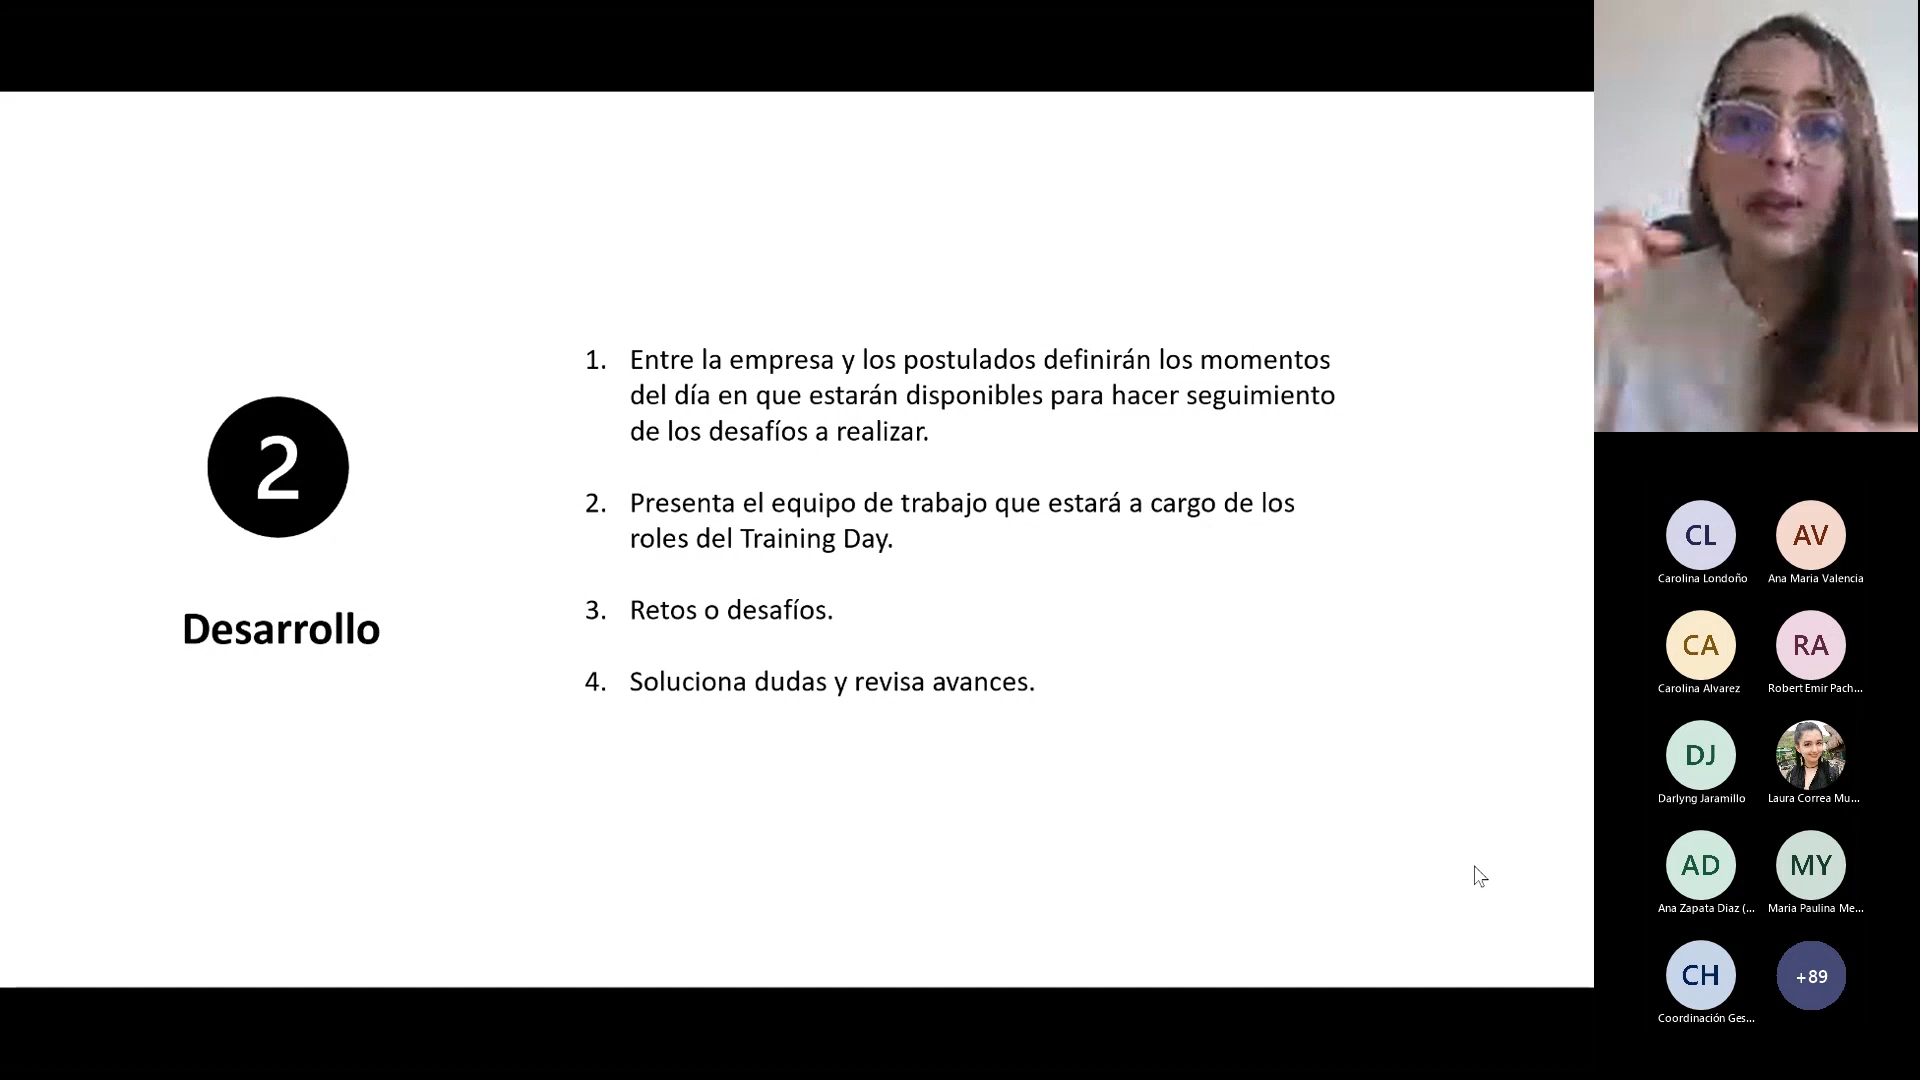 2
Desarrollo
1. Entre la empresa y los postulados definirán los momentos
del día en que estarán disponibles para hacer seguimiento
de los desafíos a realizar.
2. Presenta el equipo de trabajo que estará a cargo de los
roles del Training Day.
3. Retos o desafíos.
4. Soluciona dudas y revisa avances.
CL AV
Carolina Londoño Ana Maria Valencia
CA RA
Carolina Alvarez Robert Emir Pach...
DJ
Darlyng Jaramillo Laura Correa Mu...
AD MY
Ana Zapata Diaz (... Maria Paulina Me...
CH +89
Coordinación Ges...